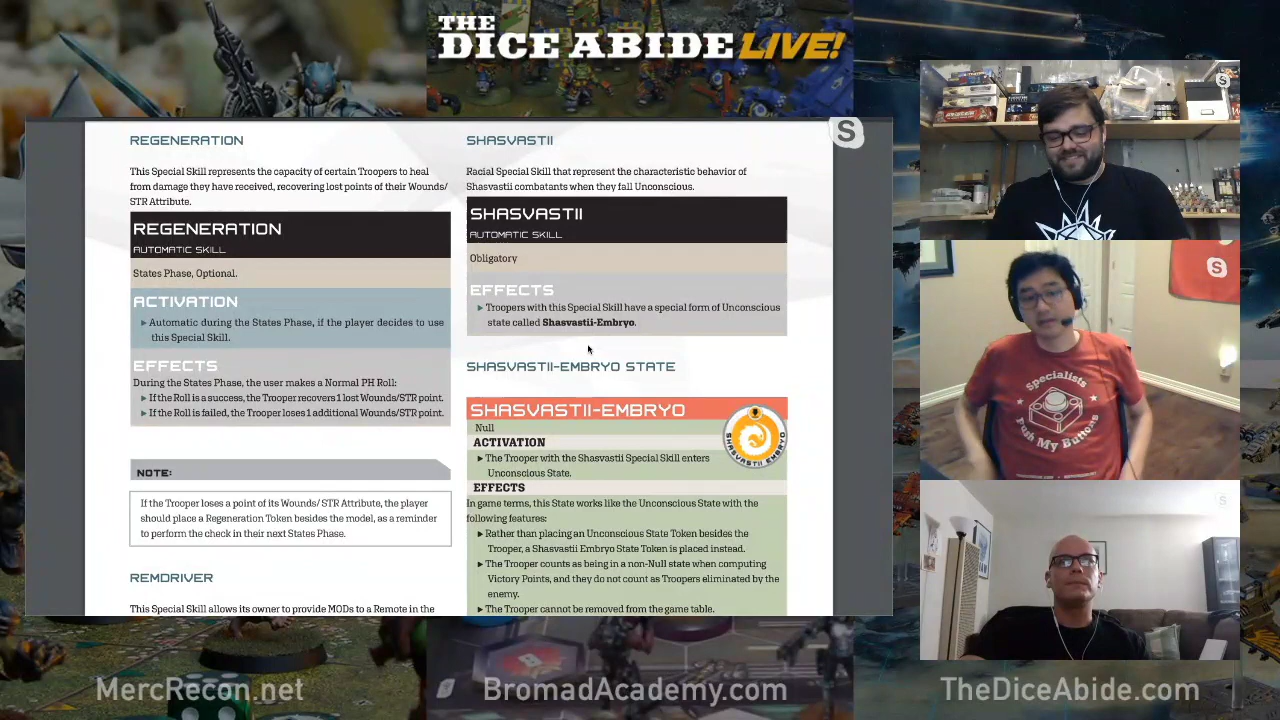 THE
DICE ABIDE LIVE!
REGENERATION
This Special Skill represents the capacity of certain Troopers to heal
from damage they have received, recovering lost points of their Wounds/
STR Attribute.
REGENERATION
AUTOMATIC SKILL
States Phase, Optional.
ACTIVATION
► Automatic during the States Phase, if the player decides to use
this Special Skill.
EFFECTS
During the States Phase, the user makes a Normal PH Roll:
► If the Roll is a success, the Trooper recovers 1 lost Wounds/STR point.
► If the Roll is failed, the Trooper loses 1 additional Wounds/STR point.
NOTE:
If the Trooper loses a point of its Wounds/ STR Attribute, the player
should place a Regeneration Token besides the model, as a reminder
to perform the check in their next States Phase.
REMDRIVER
This Special Skill allows its owner to provide MODs to a Remote in the
SHASVASTII
Racial Special Skill that represent the characteristic behavior of
Shasvastii combatants when they fall Unconscious.
SHASVASTII
AUTOMATIC SKILL
Obligatory
EFFECTS
► Troopers with this Special Skill have a special form of Unconscious
state called Shasvastii-Embryo.
SHASVASTII-EMBRYO STATE
SHASVASTII-EMBRYO
Null
ACTIVATION
► The Trooper with the Shasvastii Special Skill enters
Unconscious State.
SHASVASTII EMBRYO
EFFECTS
In game terms, this State works like the Unconscious State with the
following features:
► Rather than placing an Unconscious State Token besides the
Trooper, a Shasvastii Embryo State Token is placed instead.
► The Trooper counts as being in a non-Null state when computing
Victory Points, and they do not count as Troopers eliminated by the
enemy.
► The Trooper cannot be removed from the game table.
S
S
S
S
Specialists
Push My Buttons
MercRecon.net
BromadAcademy.com
TheDiceAbide.com